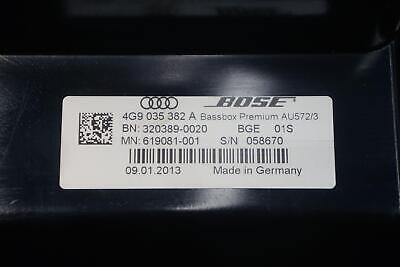 BOSE
4G9 035 382 A Bassbox Premium AU572/3
BN: 320389-0020 BGE 01S
MN: 619081-001 S/N 058670
09.01.2013 Made in Germany